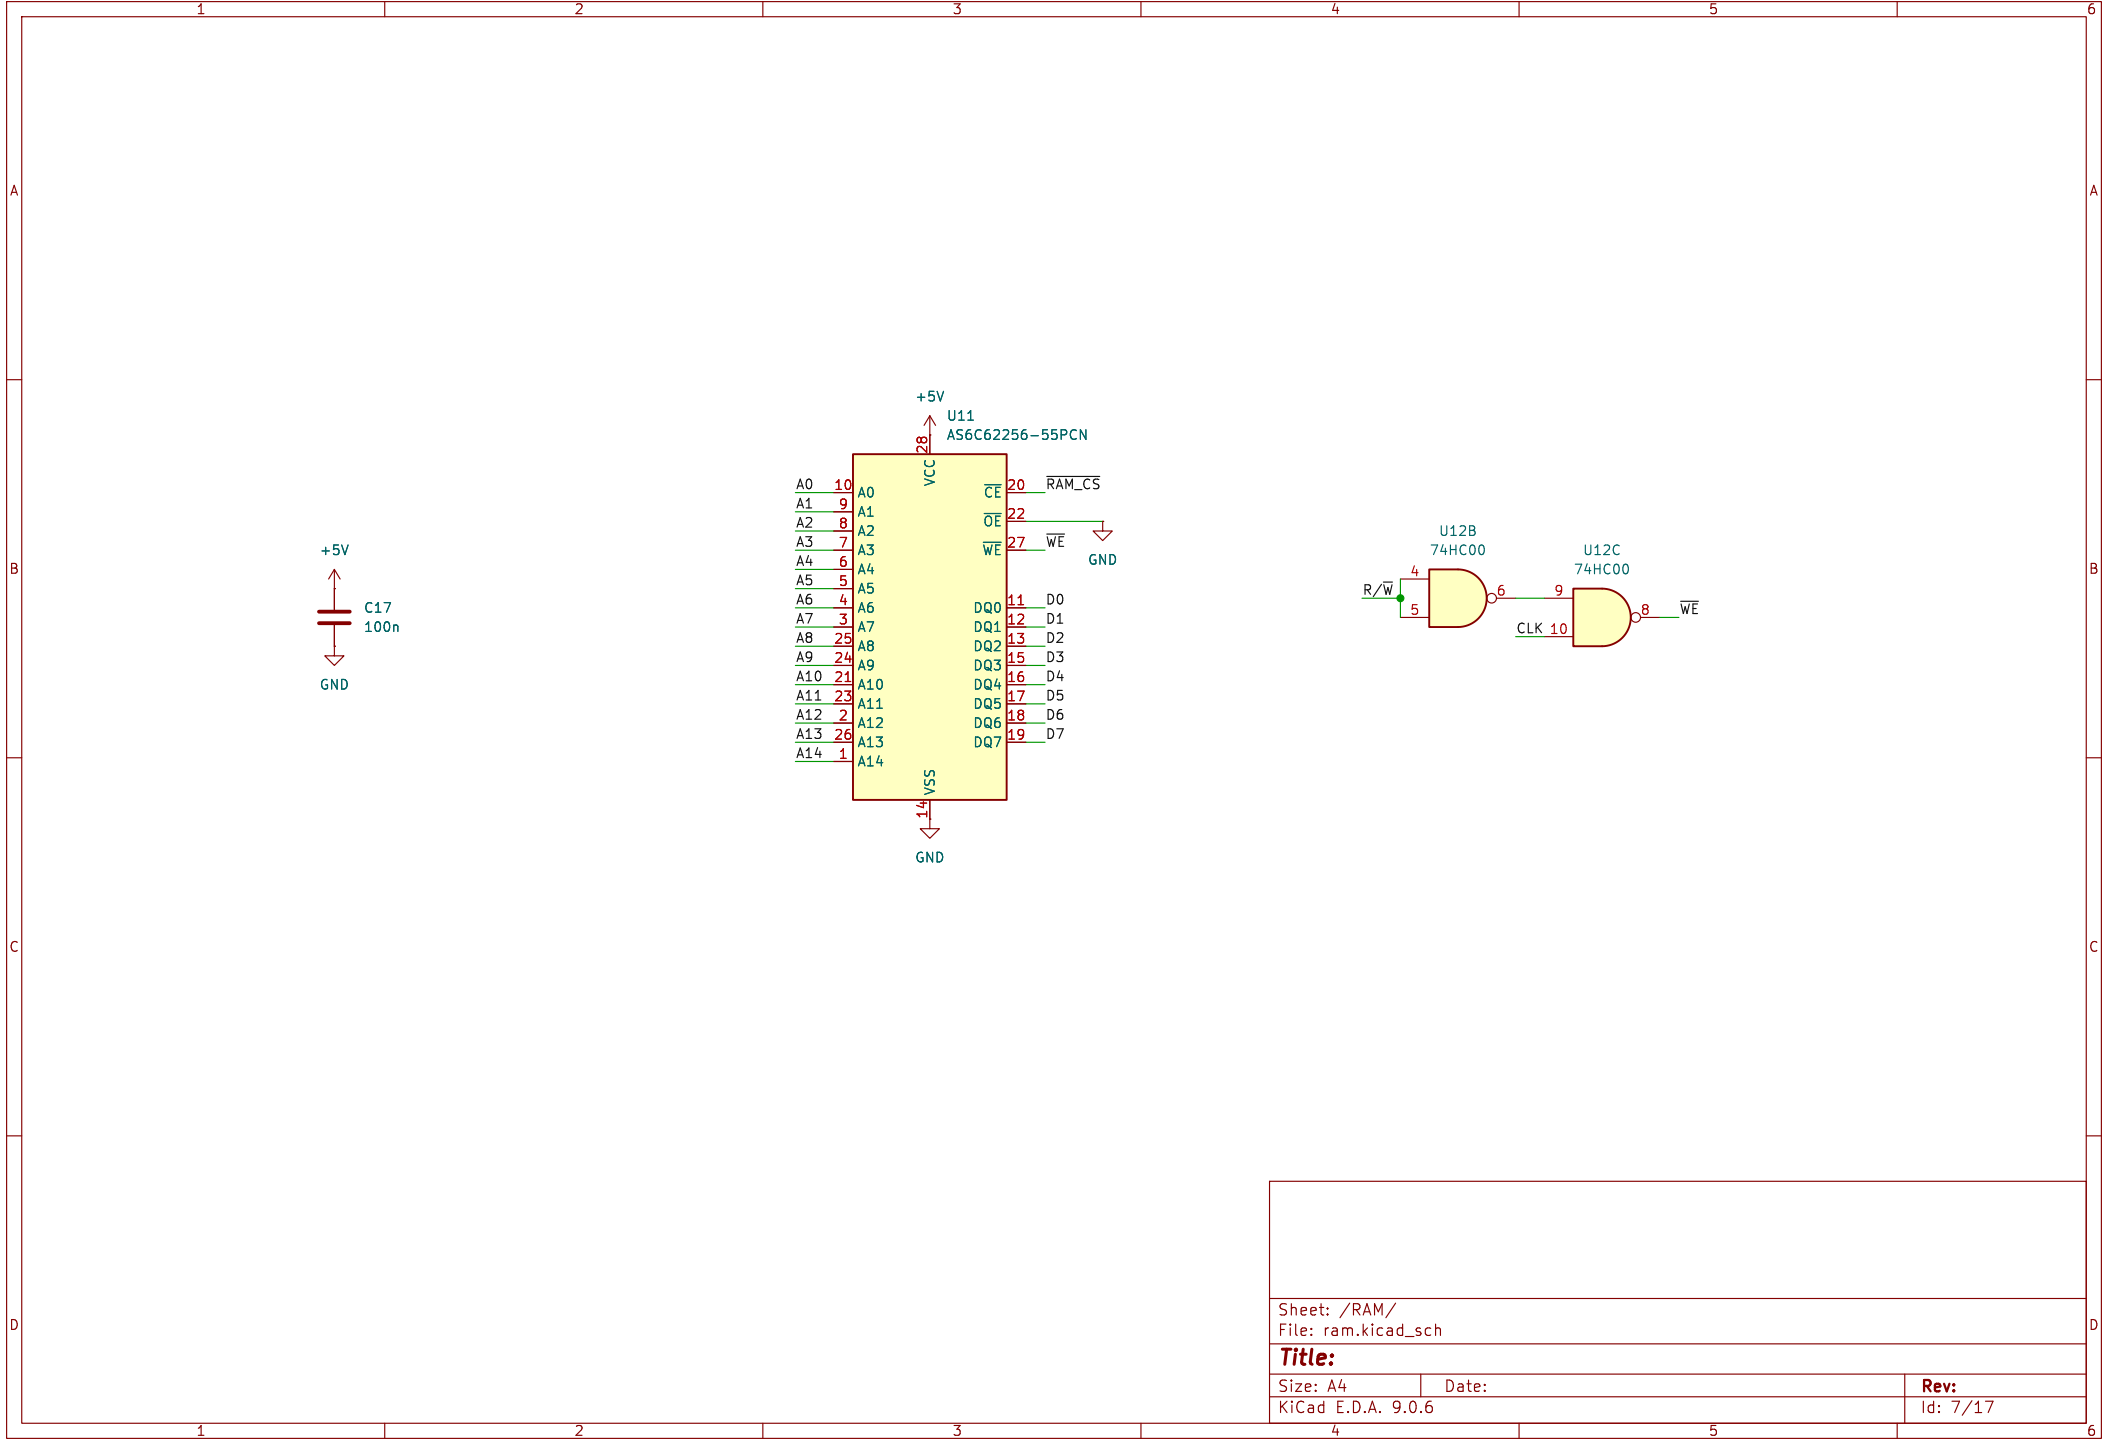 1 2 3 4 5 6
A A
B B
C C
D D
+5V
C17
100n
GND
+5V
U11
AS6C62256-55PCN
28
VCC
A0 10 A0
A1 9 A1
A2 8 A2
A3 7 A3
A4 6 A4
A5 5 A5
A6 4 A6
A7 3 A7
A8 25 A8
A9 24 A9
A10 21 A10
A11 23 A11
A12 2 A12
A13 26 A13
A14 1 A14
CE 20 RAM_CS
OE 22
GND
WE 27 WE
DQ0 11 D0
DQ1 12 D1
DQ2 13 D2
DQ3 15 D3
DQ4 16 D4
DQ5 17 D5
DQ6 18 D6
DQ7 19 D7
VSS
14
GND
U12B
74HC00
R/W
4
5
6
U12C
74HC00
9
CLK 10
8 WE
Sheet: /RAM/
File: ram.kicad_sch
Title:
Size: A4 Date: Rev:
KiCad E.D.A. 9.0.6 Id: 7/17
1 2 3 4 5 6